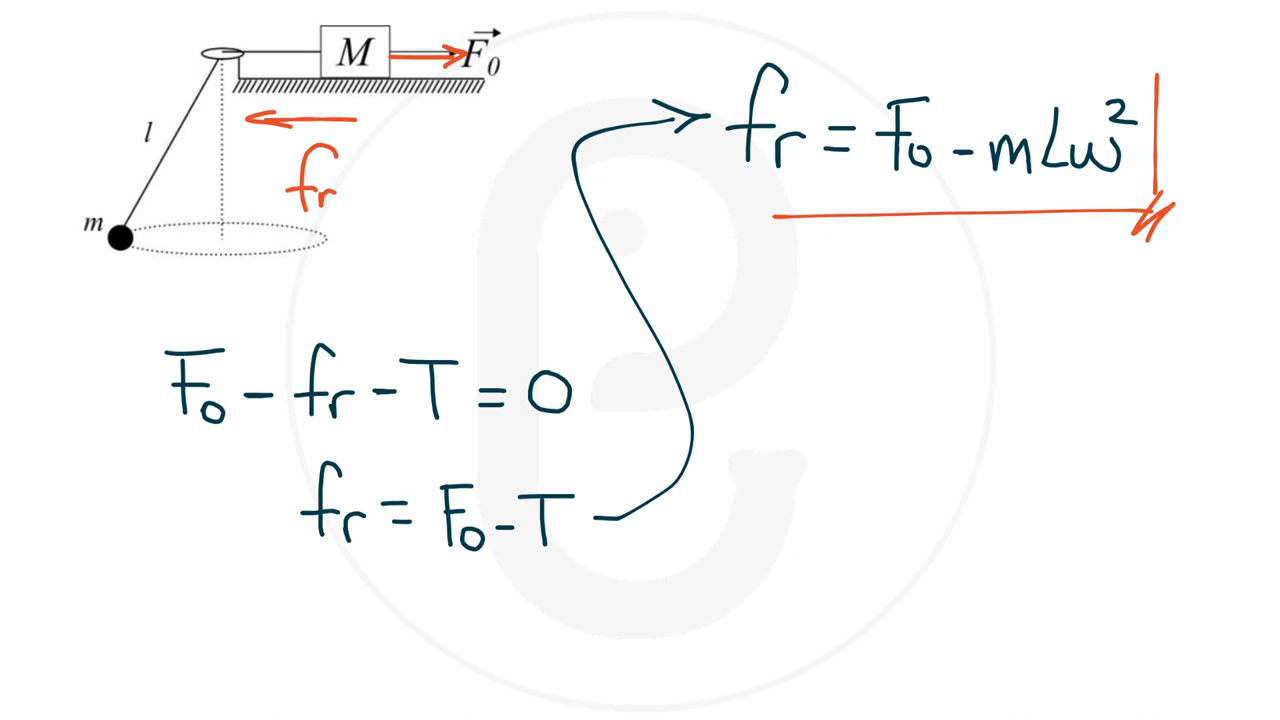 M
F₀
l
fr
m
fr = F₀ - mLω²
F₀ - fr - T = 0
fr = F₀ - T